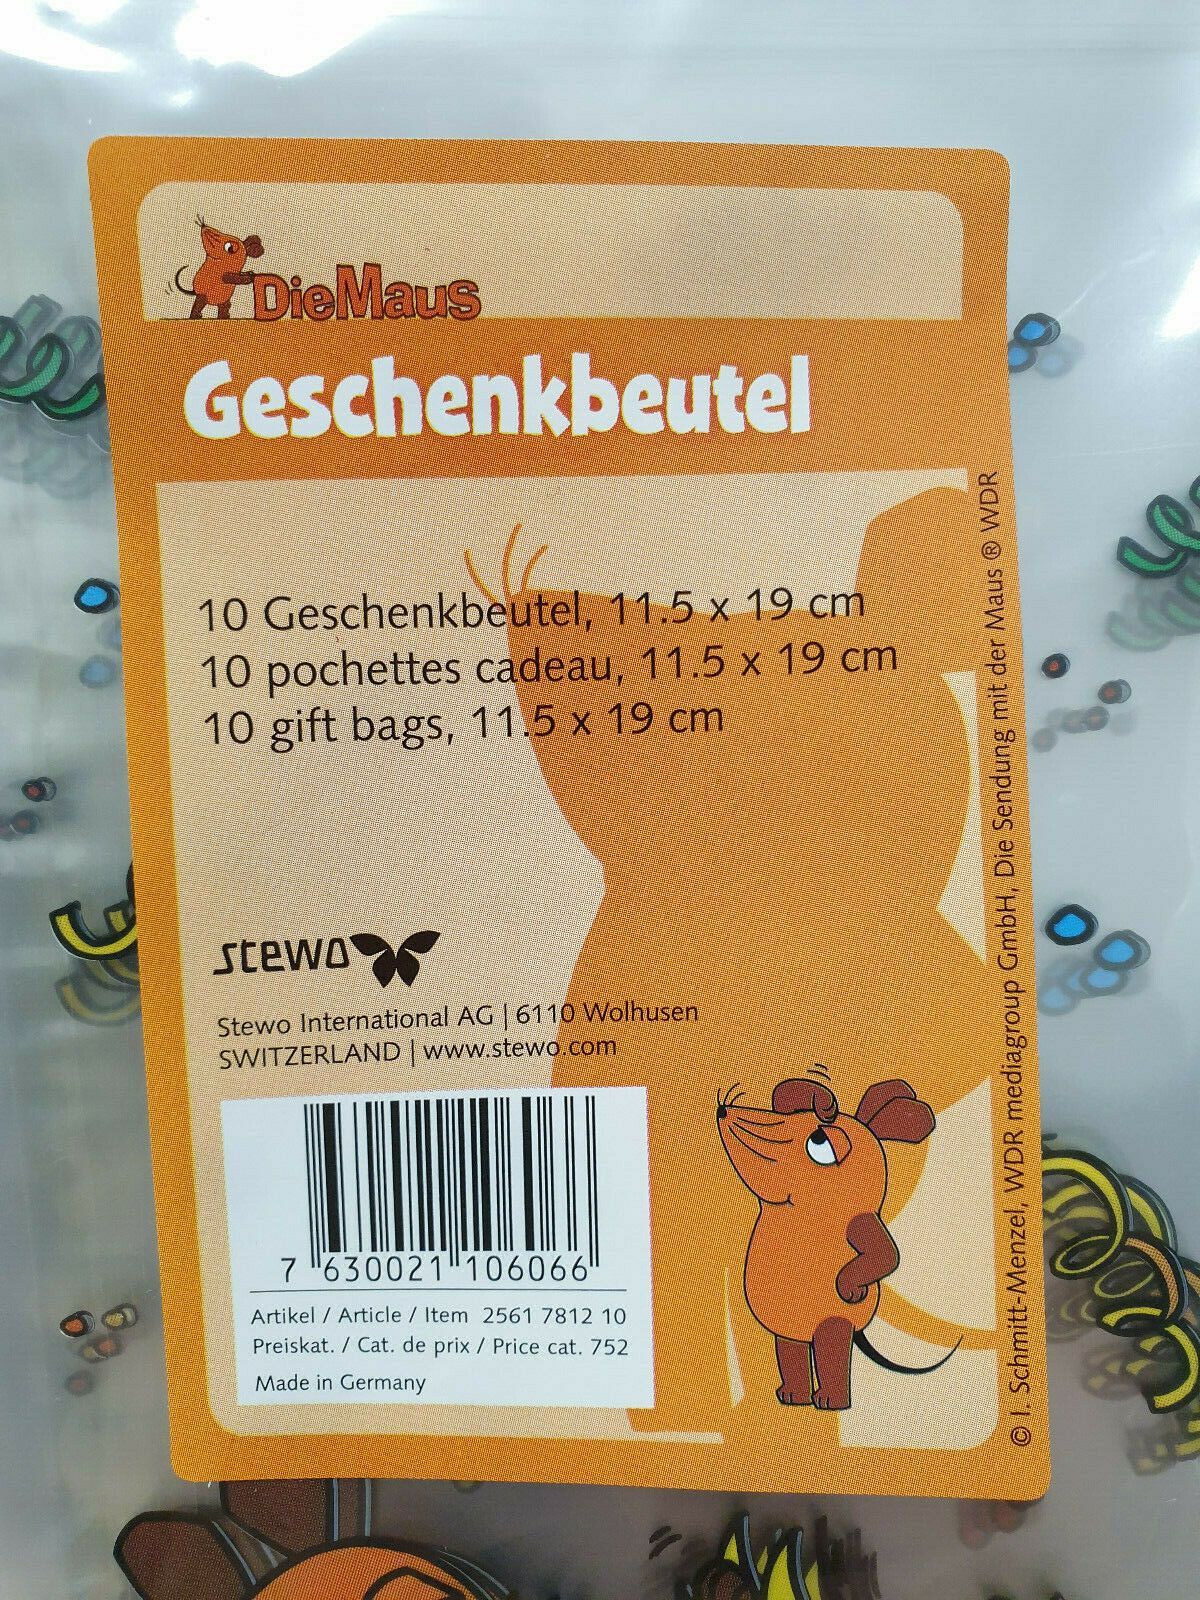 DieMaus
Geschenkbeutel
10 Geschenkbeutel, 11.5 x 19 cm
10 pochettes cadeau, 11.5 x 19 cm
10 gift bags, 11.5 x 19 cm
stewo
Stewo International AG | 6110 Wolhusen
SWITZERLAND | www.stewo.com
7 630021 106066
Artikel / Article / Item 2561 7812 10
Preiskat. / Cat. de prix / Price cat. 752
Made in Germany
© I. Schmitt-Menzel, WDR mediagroup GmbH, Die Sendung mit der Maus ® WDR